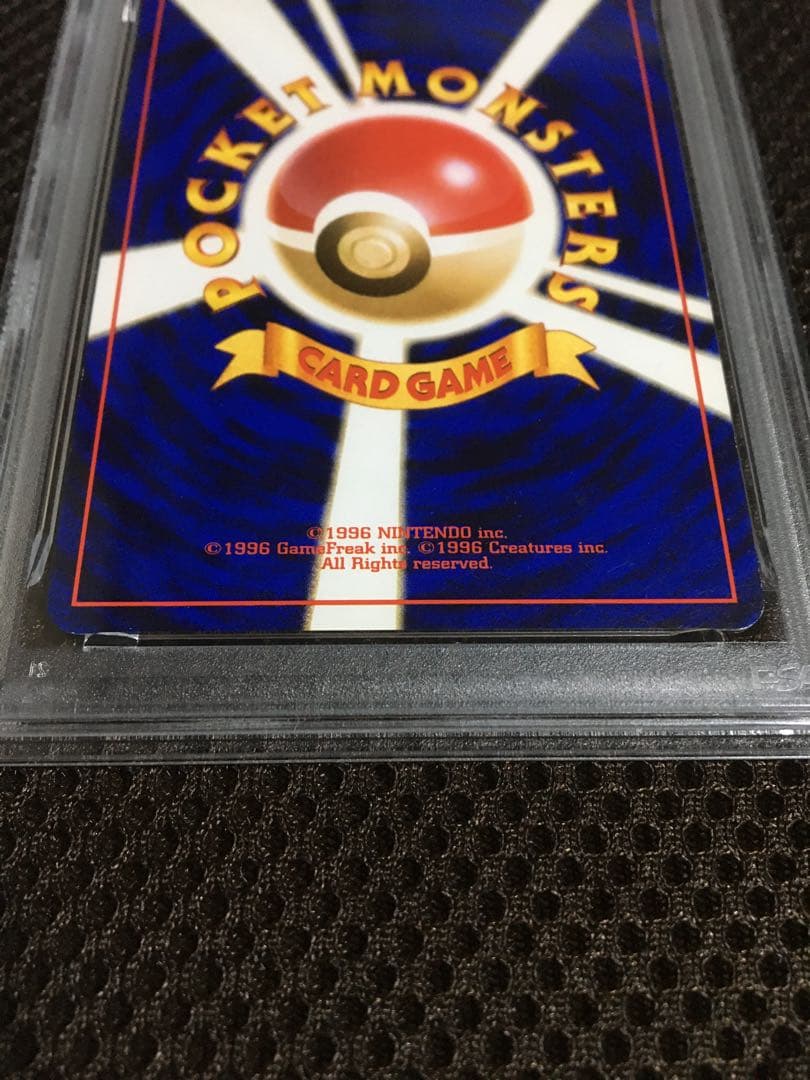 POCKET MONSTERS
CARD GAME
©1996 NINTENDO inc.
©1996 GameFreak inc. ©1996 Creatures inc.
All Rights reserved.